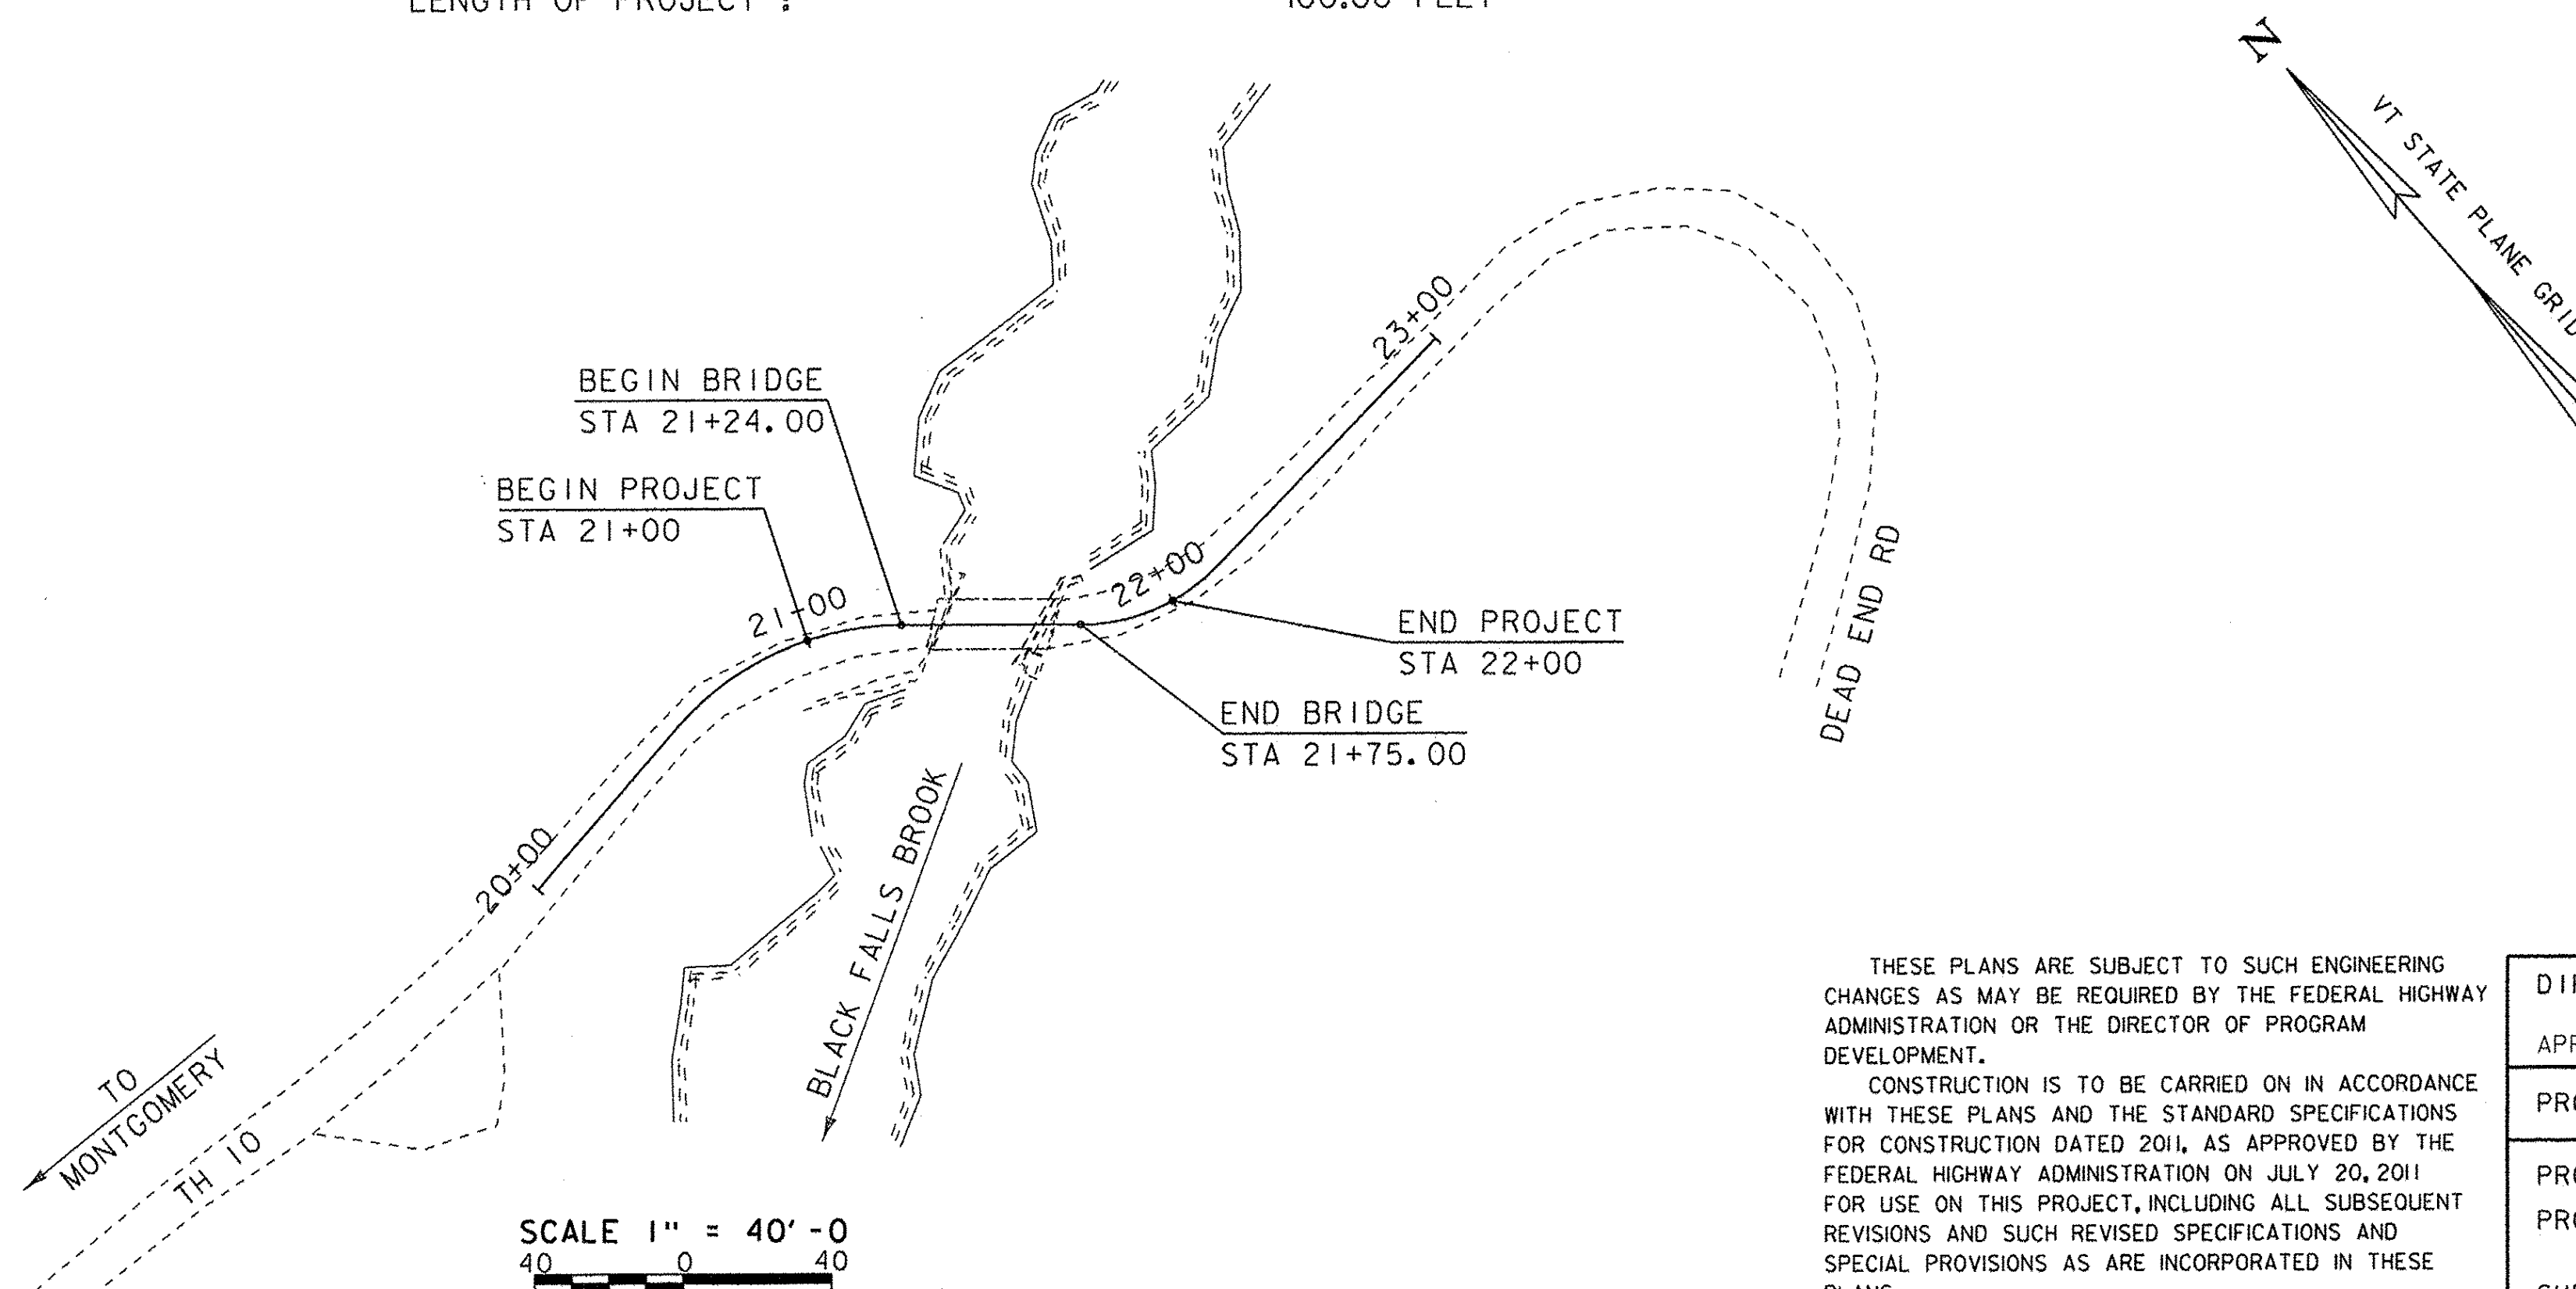 LENGTH OF PROJECT :
100.00 FEET
N
VT STATE PLANE GRID
23+00
BEGIN BRIDGE
STA 21+24.00
BEGIN PROJECT
STA 21+00
21+00
22+00
END PROJECT
STA 22+00
DEAD END RD
END BRIDGE
STA 21+75.00
20+00
BLACK FALLS BROOK
TO
MONTGOMERY
TH 10
SCALE 1" = 40'-0
40 0 40
THESE PLANS ARE SUBJECT TO SUCH ENGINEERING
CHANGES AS MAY BE REQUIRED BY THE FEDERAL HIGHWAY
ADMINISTRATION OR THE DIRECTOR OF PROGRAM
DEVELOPMENT.
CONSTRUCTION IS TO BE CARRIED ON IN ACCORDANCE
WITH THESE PLANS AND THE STANDARD SPECIFICATIONS
FOR CONSTRUCTION DATED 2011, AS APPROVED BY THE
FEDERAL HIGHWAY ADMINISTRATION ON JULY 20, 2011
FOR USE ON THIS PROJECT, INCLUDING ALL SUBSEQUENT
REVISIONS AND SUCH REVISED SPECIFICATIONS AND
SPECIAL PROVISIONS AS ARE INCORPORATED IN THESE
PLANS